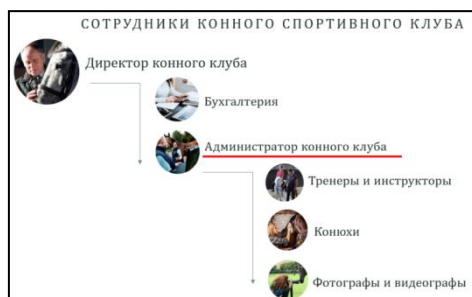 СОТРУДНИКИ КОННОГО СПОРТИВНОГО КЛУБА
Директор конного клуба
Бухгалтерия
Администратор конного клуба
Тренеры и инструкторы
Конюхи
Фотографы и видеографы